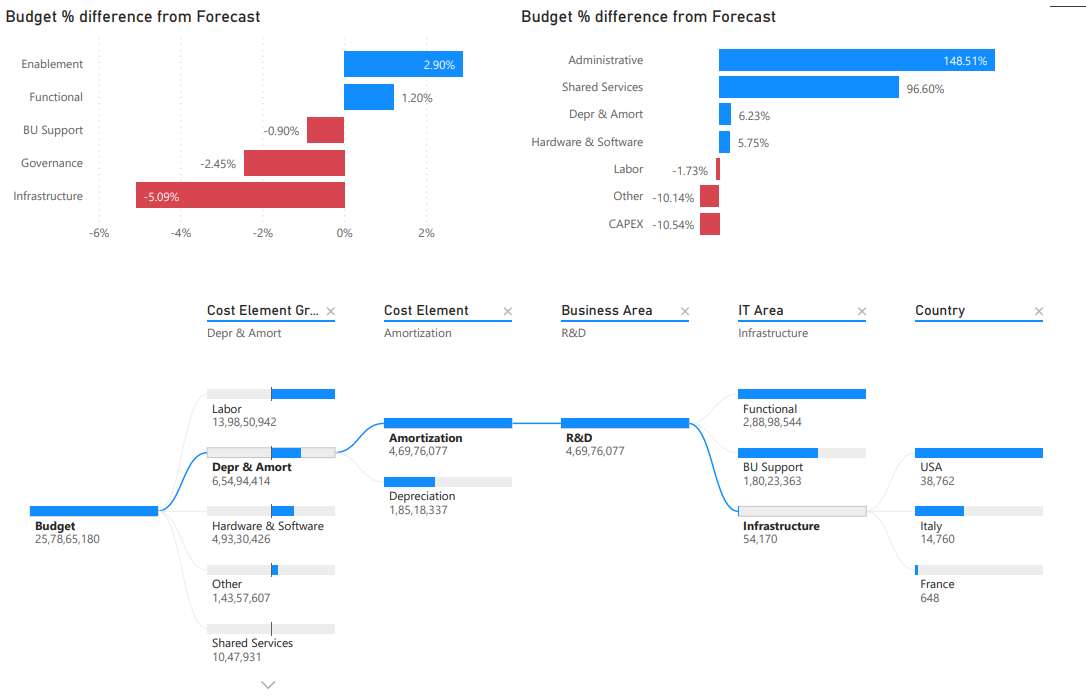 Budget % difference from Forecast
Enablement 2.90%
Functional 1.20%
BU Support -0.90%
Governance -2.45%
Infrastructure -5.09%
-6% -4% -2% 0% 2%
Budget % difference from Forecast
Administrative 148.51%
Shared Services 96.60%
Depr & Amort 6.23%
Hardware & Software 5.75%
Labor -1.73%
Other -10.14%
CAPEX -10.54%
Cost Element Gr... ×
Depr & Amort
Cost Element ×
Amortization
Business Area ×
R&D
IT Area ×
Infrastructure
Country ×
Budget
25,78,65,180
Labor
13,98,50,942
Depr & Amort
6,54,94,414
Hardware & Software
4,93,30,426
Other
1,43,57,607
Shared Services
10,47,931
Amortization
4,69,76,077
Depreciation
1,85,18,337
R&D
4,69,76,077
Functional
2,88,98,544
BU Support
1,80,23,363
Infrastructure
54,170
USA
38,762
Italy
14,760
France
648